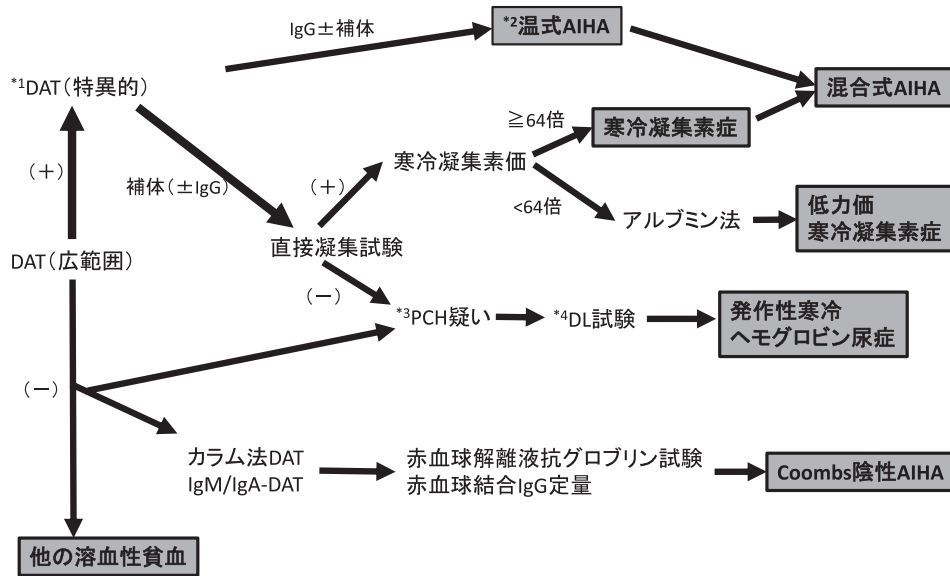 IgG±補体
*2温式AIHA
*1DAT（特異的）
混合式AIHA
≧64倍
寒冷凝集素症
（＋）
補体（±IgG）
（＋）
寒冷凝集素価
<64倍
アルブミン法
低力価
寒冷凝集素症
直接凝集試験
DAT（広範囲）
（－）
*3PCH疑い
*4DL試験
発作性寒冷
ヘモグロビン尿症
（－）
カラム法DAT
IgM/IgA-DAT
赤血球解離液抗グロブリン試験
赤血球結合IgG定量
Coombs陰性AIHA
他の溶血性貧血